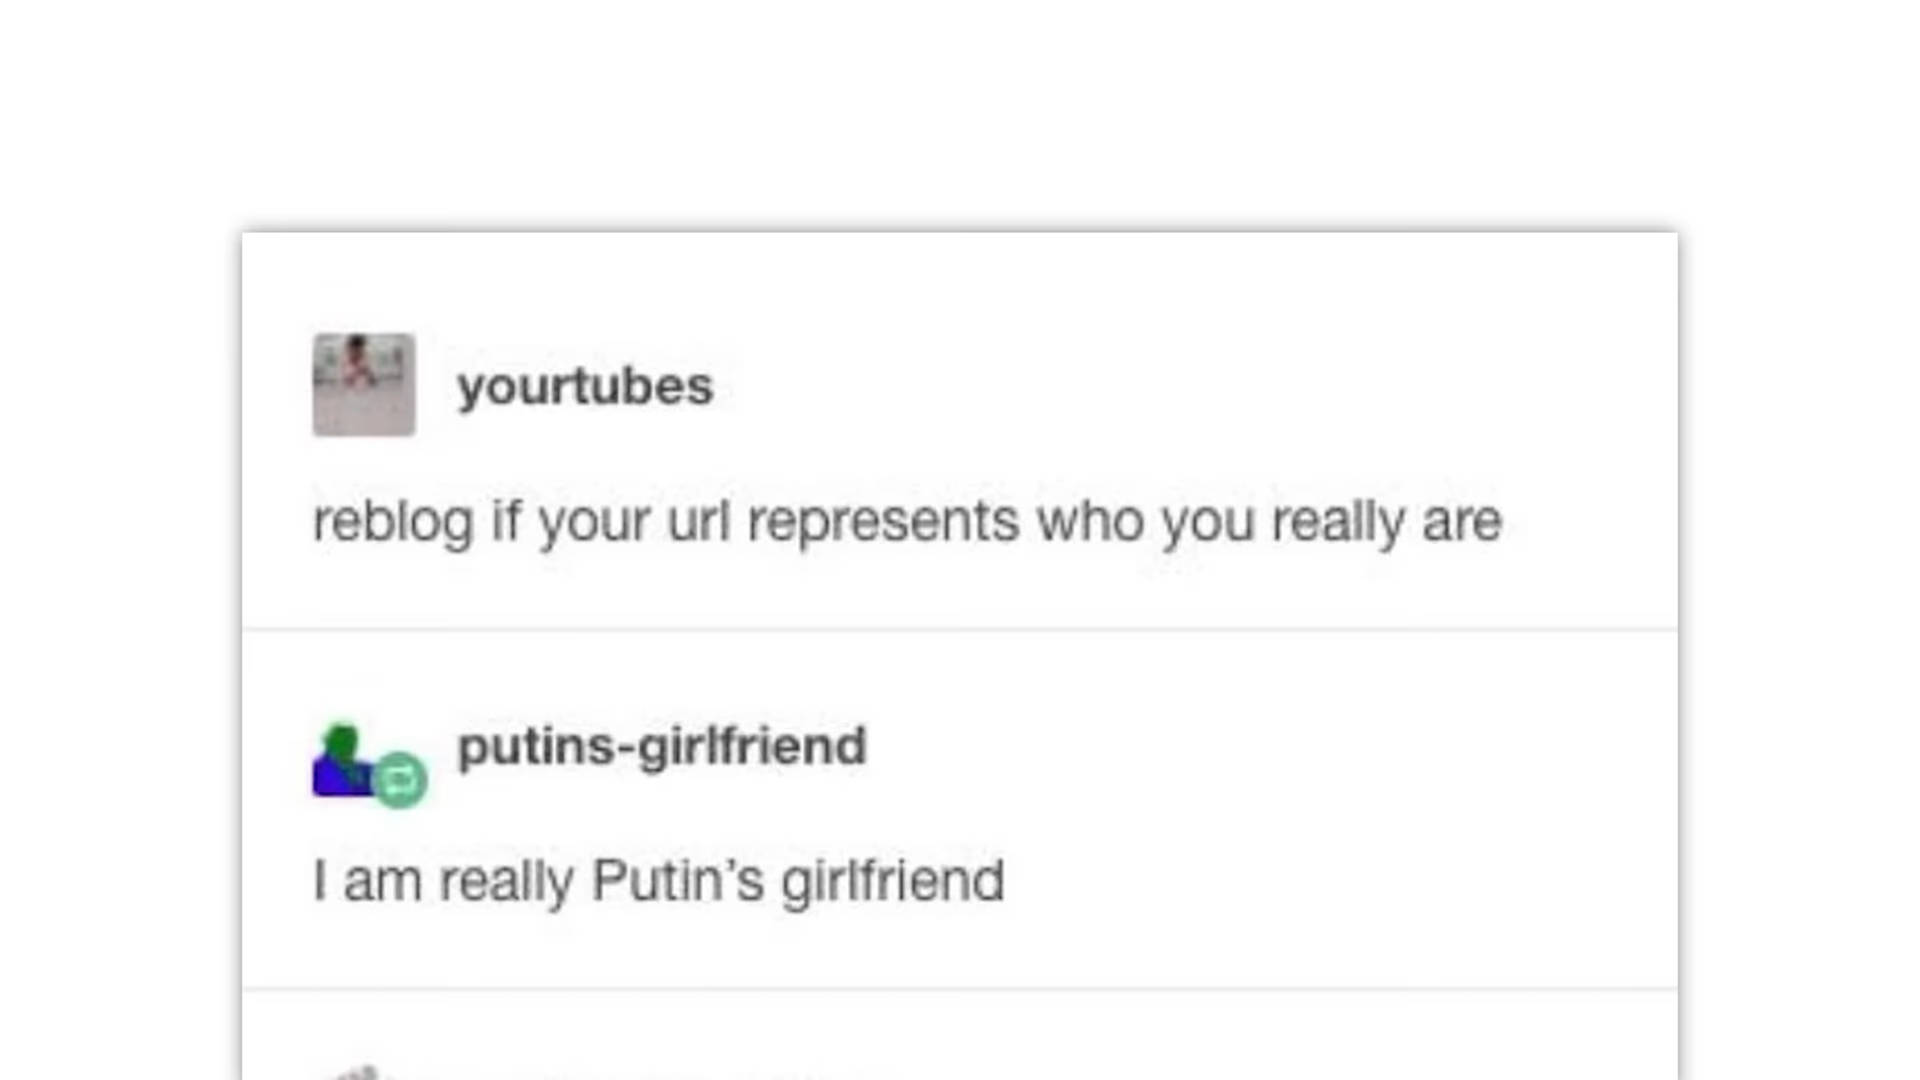 yourtubes
reblog if your url represents who you really are
putins-girlfriend
I am really Putin’s girlfriend